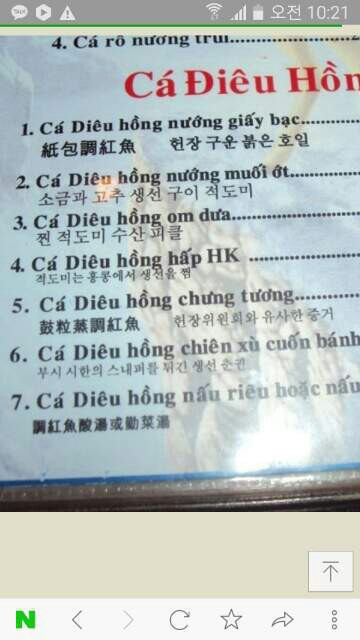 오전 10:21
4. Cá rô nướng trui
Cá Diêu Hồn
1. Cá Diêu hồng nướng giấy bạc
紙包調紅魚 헌장 구운 붉은 호일
2. Cá Diêu hồng nướng muối ớt
소금과 고추 생선 구이 적도미
3. Cá Diêu hồng om dưa
찐 적도미 수산 피클
4. Cá Diêu hồng hấp HK
적도미는 홍콩에서 생선을 찜
5. Cá Diêu hồng chưng tương
鼓粒蒸調紅魚 헌장위원회와 유사한 증거
6. Cá Diêu hồng chiên xù cuốn bánh
부시 시한의 스내퍼를 튀긴 생선 춘권
7. Cá Diêu hồng nấu riêu hoặc nấu
調紅魚酸湯或勤菜湯
N